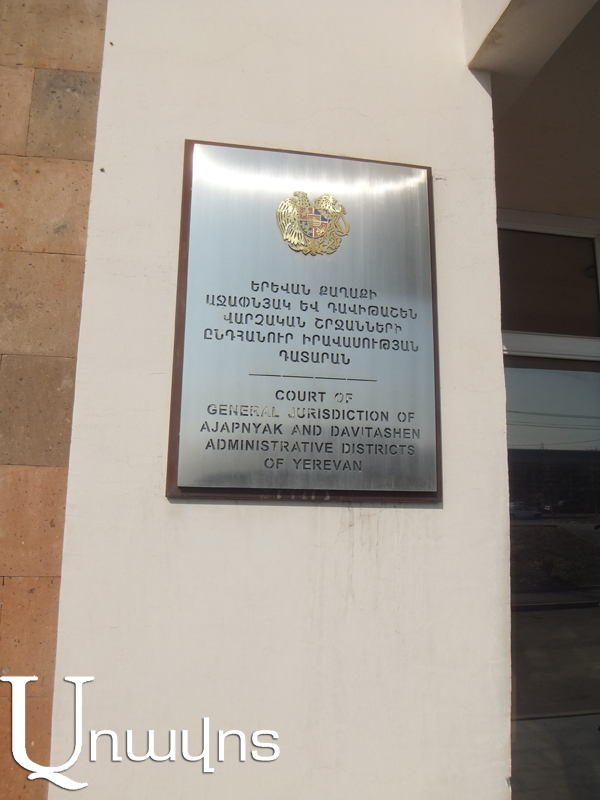 ԵՐԵՎԱՆ ՔԱՂԱՔԻ
ԱՋԱՓՆՅԱԿ ԵՎ ԴԱՎԻԹԱՇԵՆ
ՎԱՐՉԱԿԱՆ ՇՐՋԱՆՆԵՐԻ
ԸՆԴՀԱՆՈՒՐ ԻՐԱՎԱՍՈՒԹՅԱՆ
ԴԱՏԱՐԱՆ
COURT OF
GENERAL JURISDICTION OF
AJAPNYAK AND DAVITASHEN
ADMINISTRATIVE DISTRICTS
OF YEREVAN
Առավոտ